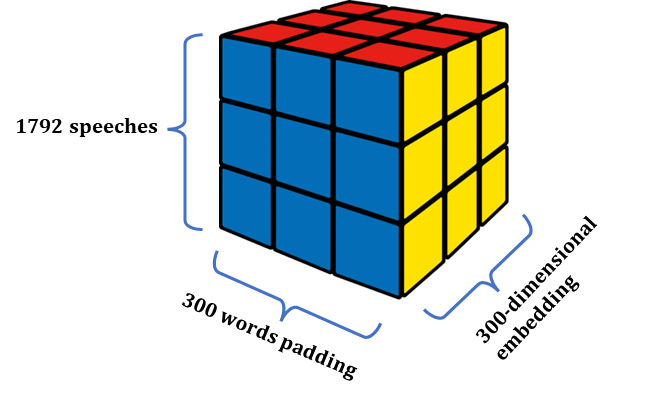 1792 speeches
300 words padding
300-dimensional
embedding